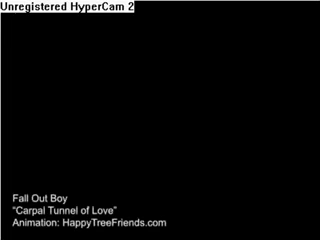 Unregistered HyperCam 2
Fall Out Boy
"Carpal Tunnel of Love"
Animation: HappyTreeFriends.com